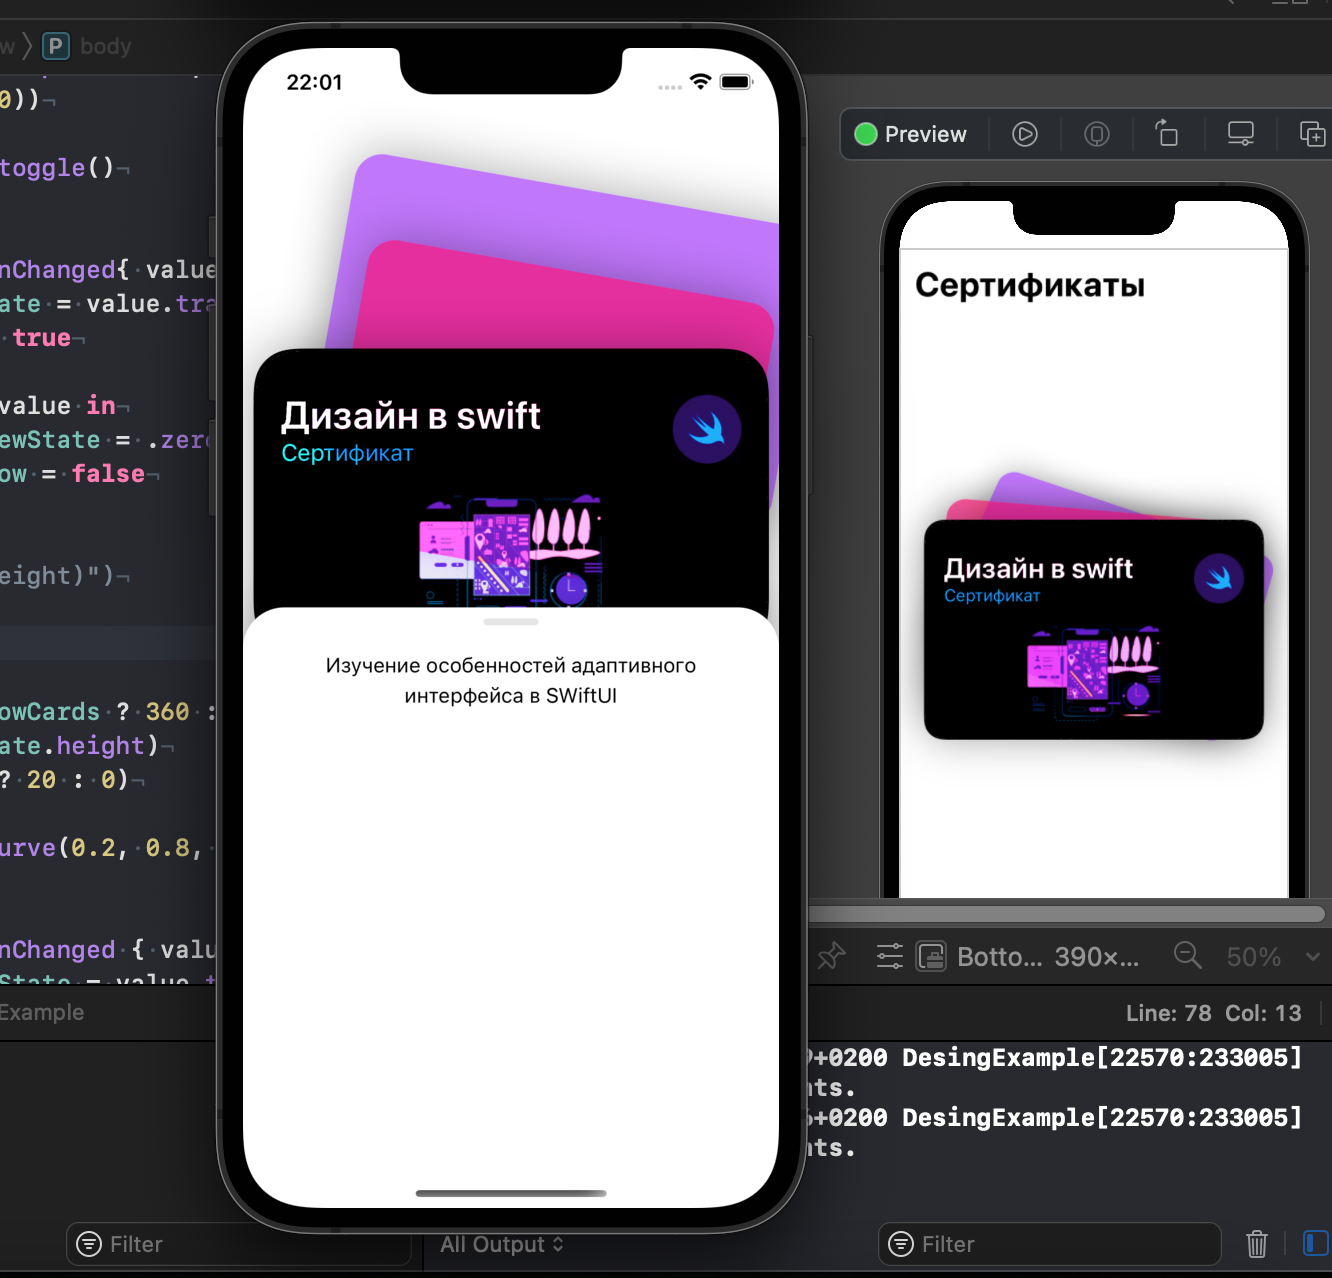 P body
0))
toggle()
nChanged{ value
ate = value.tra
true
value in
ewState = .zero
ow = false
eight)")
owCards ? 360 :
ate.height)
? 20 : 0)
urve(0.2, 0.8,
nChanged { valu
State = value.t
Example
22:01
Дизайн в swift
Сертификат
Изучение особенностей адаптивного
интерфейса в SWiftUI
Preview
Сертификаты
Дизайн в swift
Сертификат
Botto... 390×... 50%
Line: 78 Col: 13
+0200 DesingExample[22570:233005]
nts.
+0200 DesingExample[22570:233005]
nts.
Filter
All Output
Filter